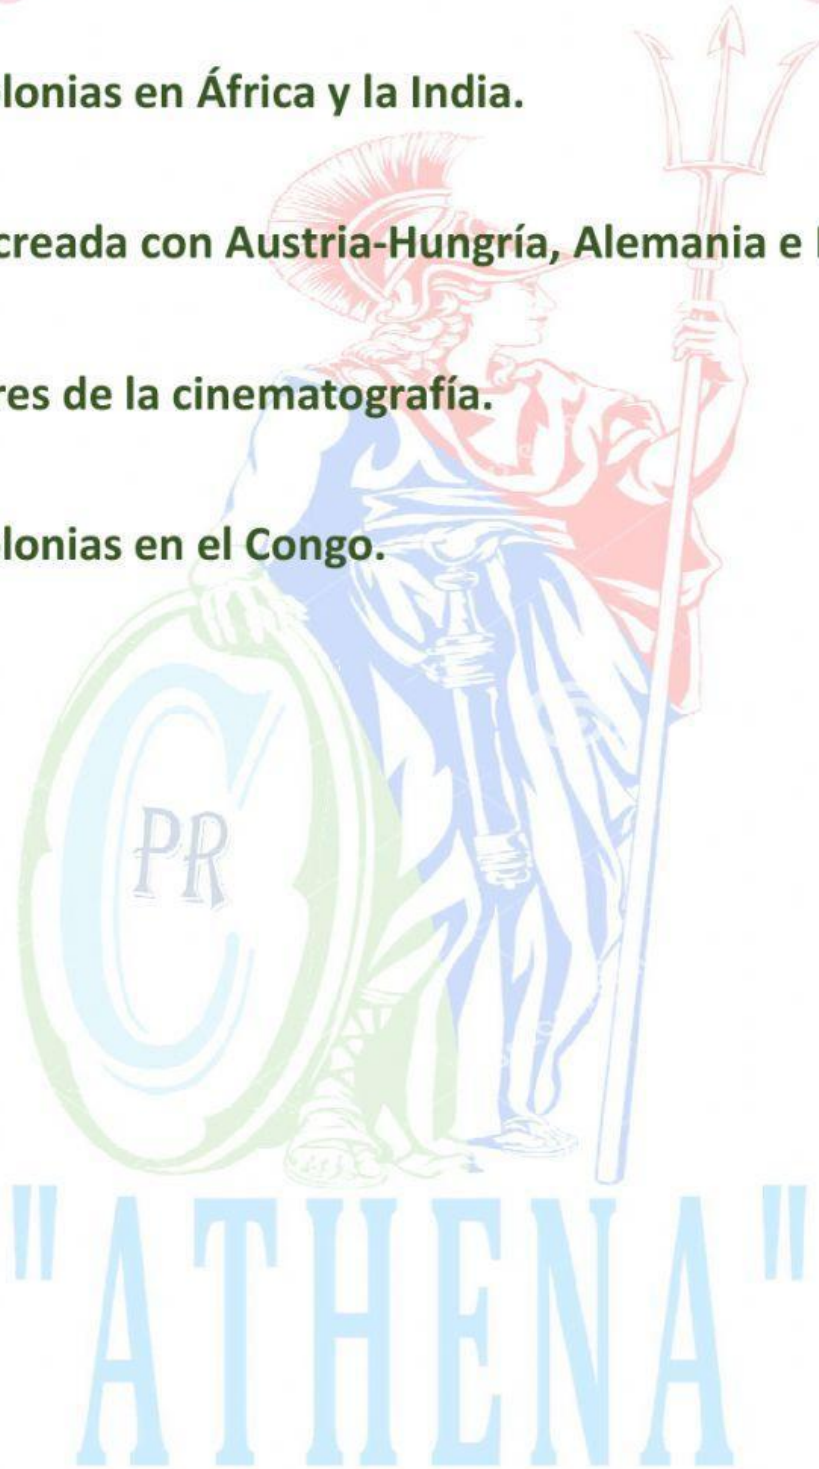 lonias en África y la India.
creada con Austria-Hungría, Alemania e
res de la cinematografía.
lonias en el Congo.
C
PR
"ATHENA"